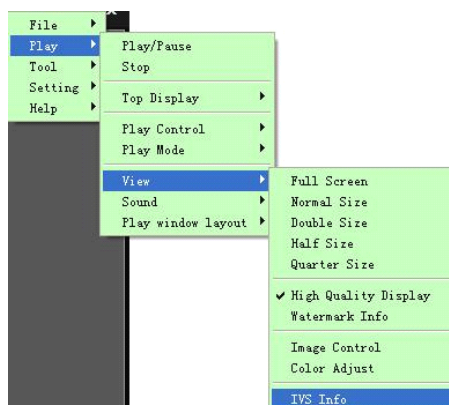 File
Play
Tool
Setting
Help
Play/Pause
Stop
Top Display
Play Control
Play Mode
View
Sound
Play window layout
Full Screen
Normal Size
Double Size
Half Size
Quarter Size
High Quality Display
Watermark Info
Image Control
Color Adjust
IVS Info